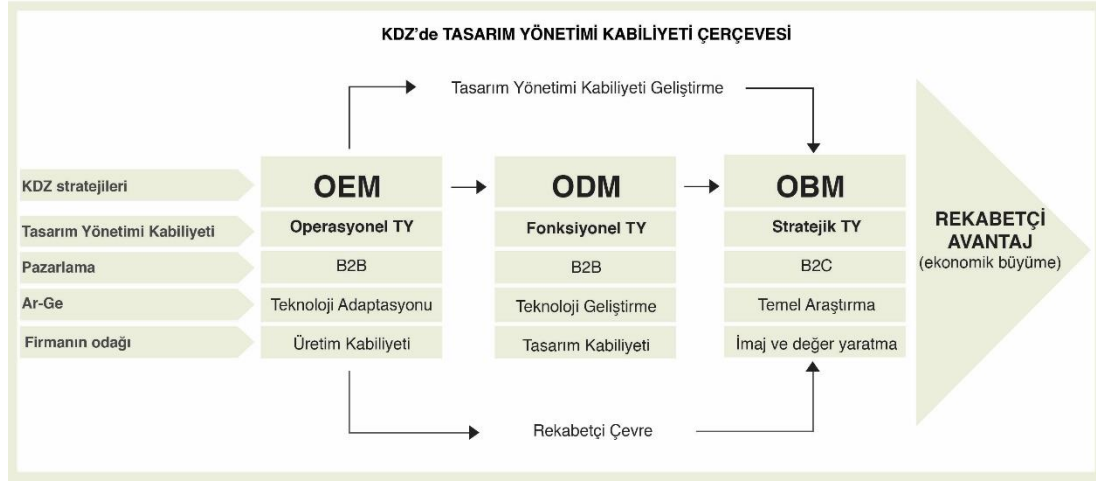 KDZ'de TASARIM YÖNETİMİ KABİLİYETİ ÇERÇEVESİ
Tasarım Yönetimi Kabiliyeti Geliştirme
KDZ stratejileri
OEM
ODM
OBM
Tasarım Yönetimi Kabiliyeti
Operasyonel TY
Fonksiyonel TY
Stratejik TY
Pazarlama
B2B
B2B
B2C
Ar-Ge
Teknoloji Adaptasyonu
Teknoloji Geliştirme
Temel Araştırma
Firmanın odağı
Üretim Kabiliyeti
Tasarım Kabiliyeti
İmaj ve değer yaratma
REKABETÇİ
AVANTAJ
(ekonomik büyüme)
Rekabetçi Çevre